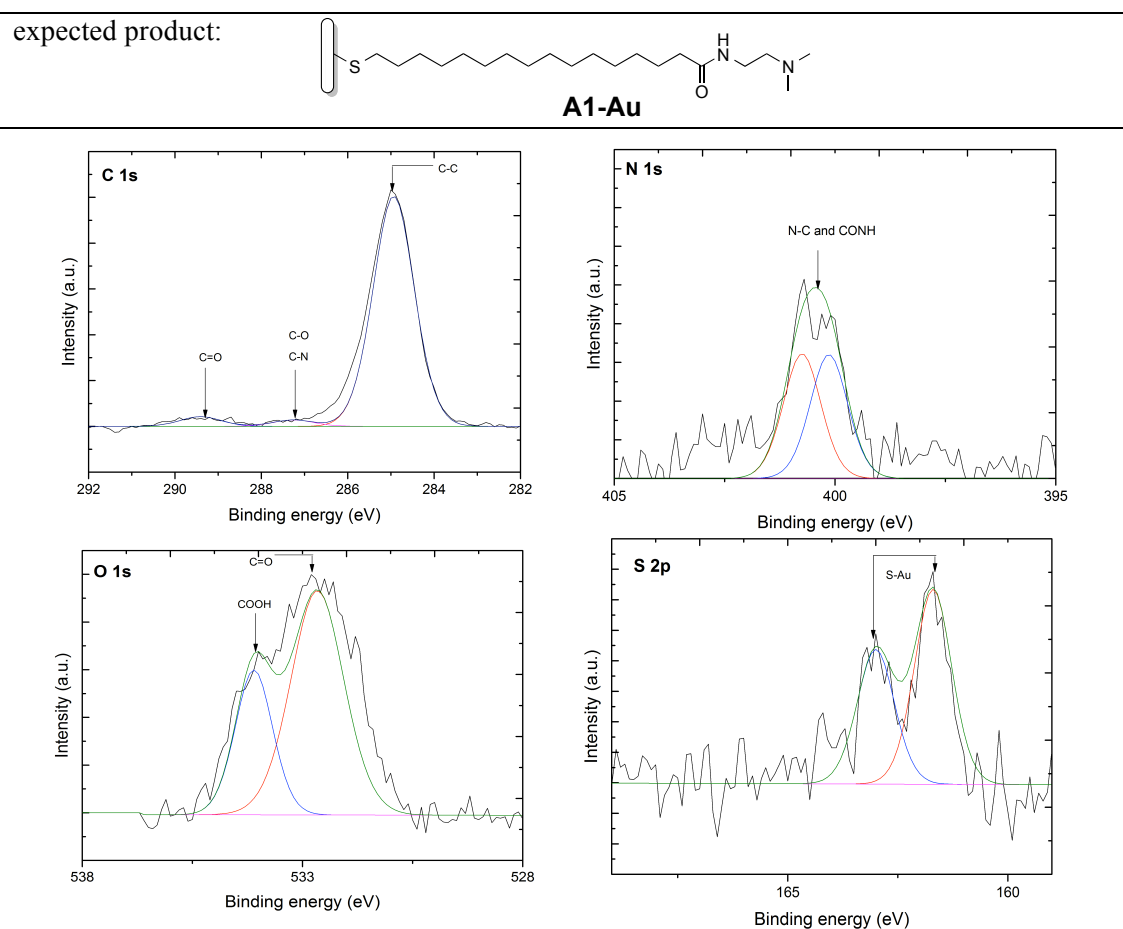 expected product:
S
H
N
O
N
A1-Au
C 1s
C-C
C-O
C-N
C=O
Intensity (a.u.)
292 290 288 286 284 282
Binding energy (eV)
N 1s
N-C and CONH
Intensity (a.u.)
405 400 395
Binding energy (eV)
O 1s
C=O
COOH
Intensity (a.u.)
538 533 528
Binding energy (eV)
S 2p
S-Au
Intensity (a.u.)
165 160
Binding energy (eV)